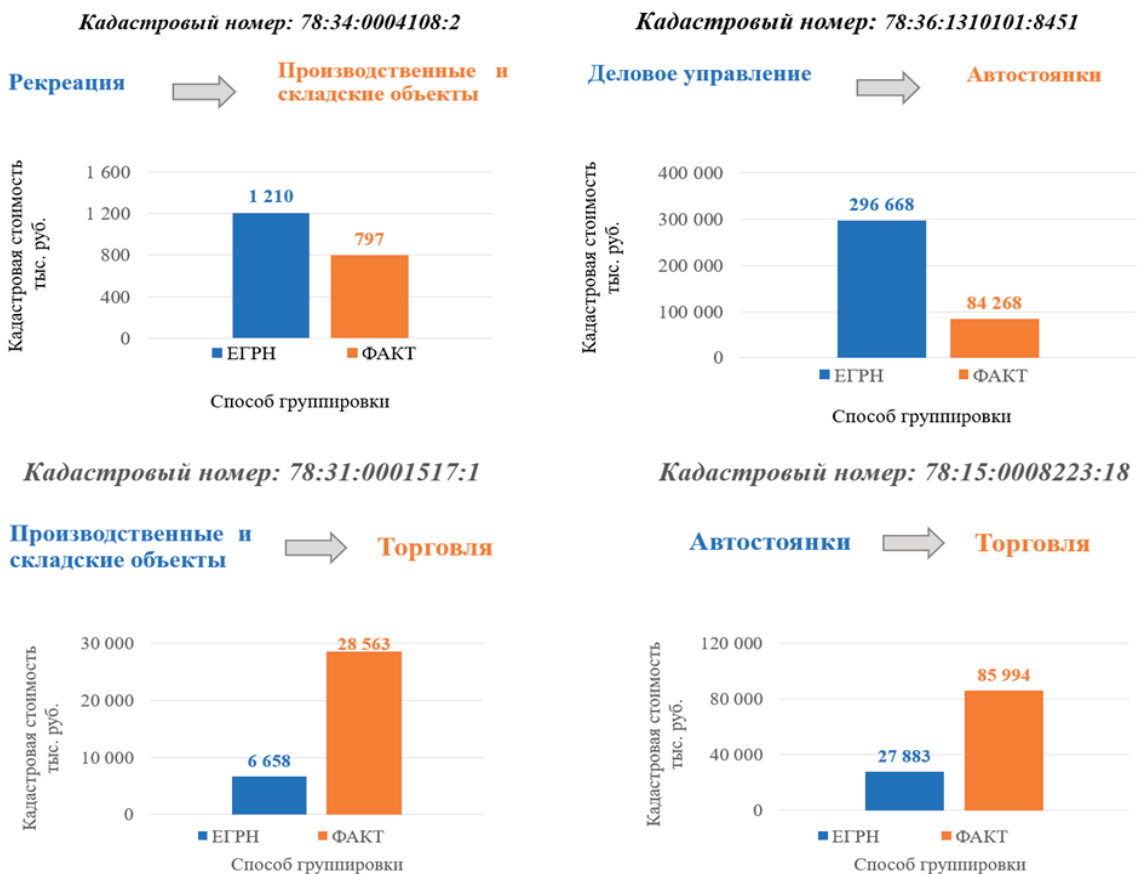 Кадастровый номер: 78:34:0004108:2
Рекреация
Производственные и
складские объекты
Кадастровая стоимость
тыс. руб.
1 600
1 200
800
400
0
1 210
797
ЕГРН
ФАКТ
Способ группировки
Кадастровый номер: 78:36:1310101:8451
Деловое управление
Автостоянки
Кадастровая стоимость
тыс. руб.
400 000
300 000
200 000
100 000
0
296 668
84 268
ЕГРН
ФАКТ
Способ группировки
Кадастровый номер: 78:31:0001517:1
Производственные и
складские объекты
Торговля
Кадастровая стоимость
тыс. руб.
30 000
20 000
10 000
0
6 658
28 563
ЕГРН
ФАКТ
Способ группировки
Кадастровый номер: 78:15:0008223:18
Автостоянки
Торговля
Кадастровая стоимость
тыс. руб.
120 000
80 000
40 000
0
27 883
85 994
ЕГРН
ФАКТ
Способ группировки